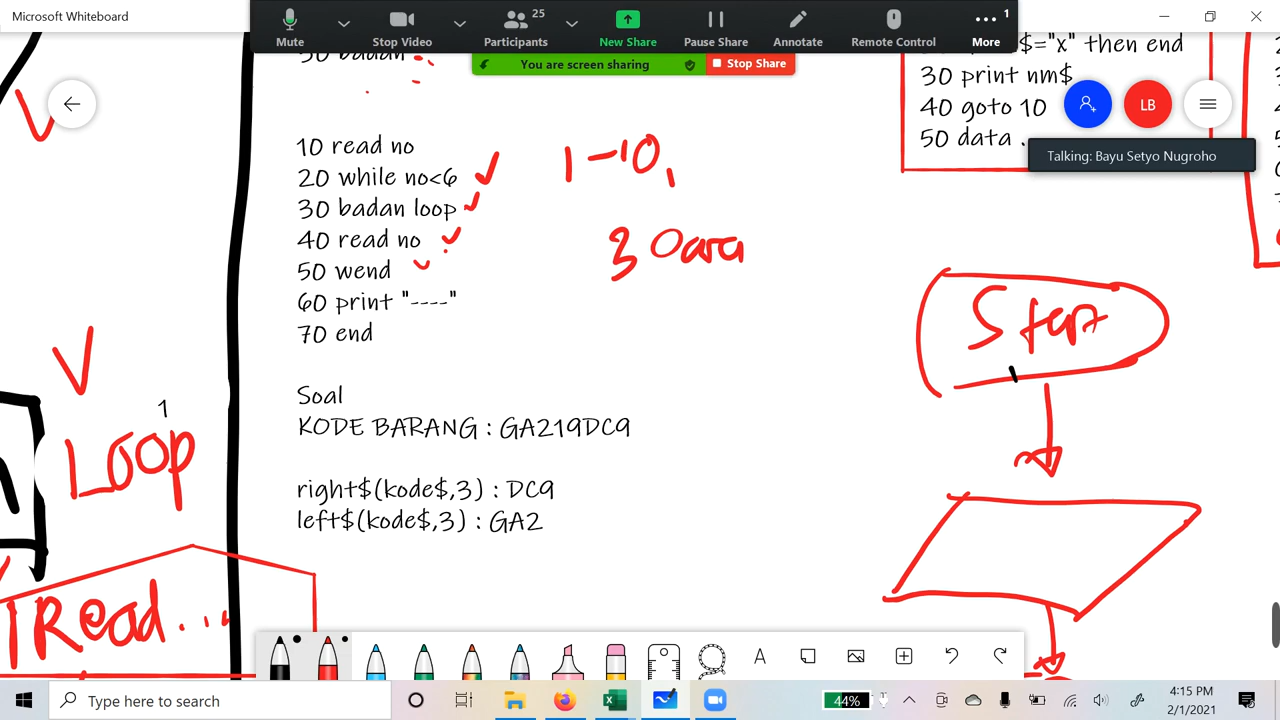 Microsoft Whiteboard
Mute
Stop Video
25
Participants
New Share
Pause Share
Annotate
Remote Control
1
More
You are screen sharing
Stop Share
30 badan
10 read no
20 while no<6
30 badan loop
40 read no
50 wend
60 print "----"
70 end
Soal
KODE BARANG : GA219DC9
right$(kode$,3) : DC9
left$(kode$,3) : GA2
1-10,
3
1
Loop
Read...
$="x" then end
30 print nm$
40 goto 10
50 data .
LB
Talking: Bayu Setyo Nugroho
Start
A
Type here to search
44%
4:15 PM
2/1/2021